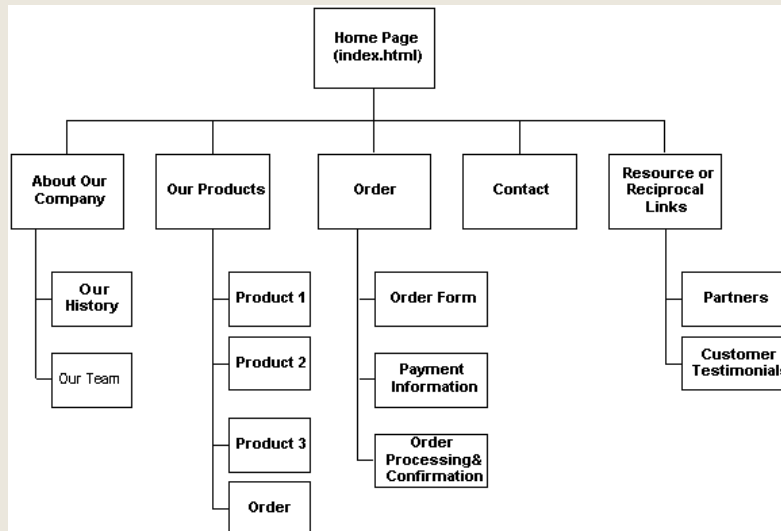 Home Page
(index.html)
About Our
Company
Our Products
Order
Contact
Resource or
Reciprocal
Links
Our
History
Our Team
Product 1
Product 2
Product 3
Order
Order Form
Payment
Information
Order
Processing&
Confirmation
Partners
Customer
Testimonials